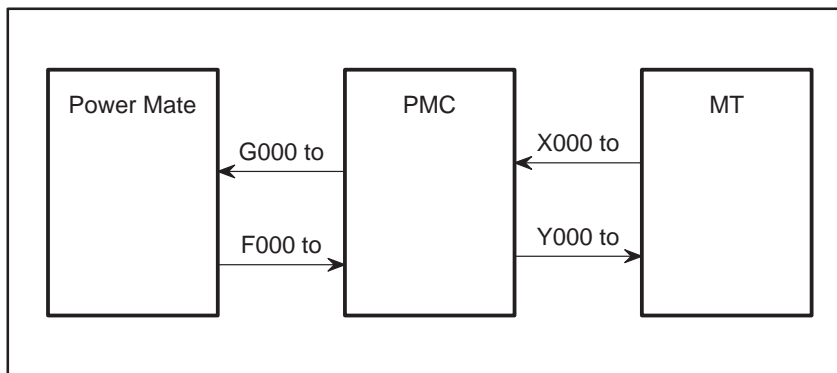 Power Mate
PMC
MT
G000 to
X000 to
F000 to
Y000 to